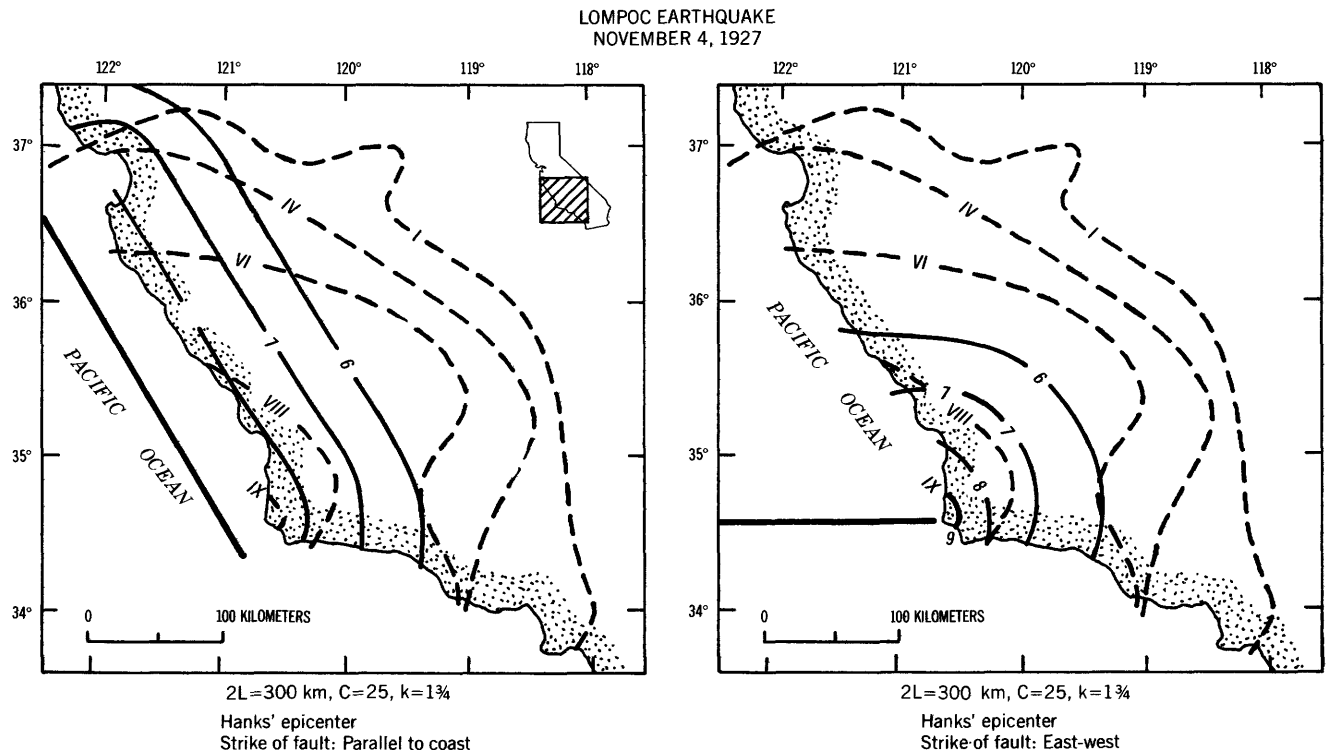 LOMPOC EARTHQUAKE
NOVEMBER 4, 1927
122° 121° 120° 119° 118°
37°
36°
35°
34°
IV
I
VI
7
6
VIII
IX
PACIFIC
OCEAN
0 100 KILOMETERS
2L=300 km, C=25, k=1¾
Hanks' epicenter
Strike of fault: Parallel to coast
122° 121° 120° 119° 118°
37°
36°
35°
34°
IV
I
VI
6
7
VIII
7
8
IX
9
PACIFIC
OCEAN
0 100 KILOMETERS
2L=300 km, C=25, k=1¾
Hanks' epicenter
Strike of fault: East-west